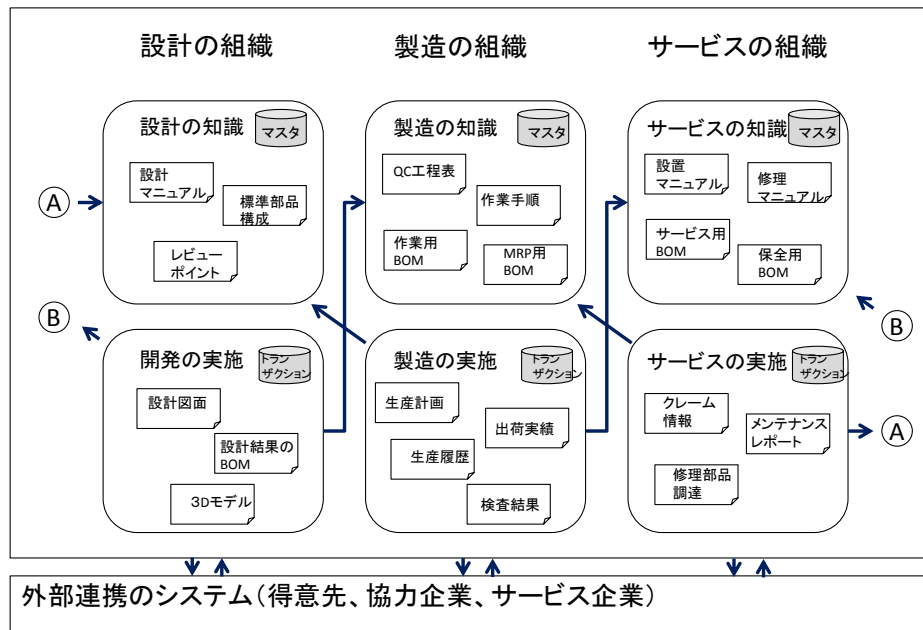 設計の組織
製造の組織
サービスの組織
設計の知識
マスタ
設計
マニュアル
標準部品
構成
レビュー
ポイント
製造の知識
マスタ
QC工程表
作業手順
作業用
BOM
MRP用
BOM
サービスの知識
マスタ
設置
マニュアル
修理
マニュアル
サービス用
BOM
保全用
BOM
A
B
B
開発の実施
トラン
ザクション
設計図面
設計結果の
BOM
3Dモデル
製造の実施
トラン
ザクション
生産計画
出荷実績
生産履歴
検査結果
サービスの実施
トラン
ザクション
クレーム
情報
メンテナンス
レポート
修理部品
調達
A
外部連携のシステム(得意先、協力企業、サービス企業)